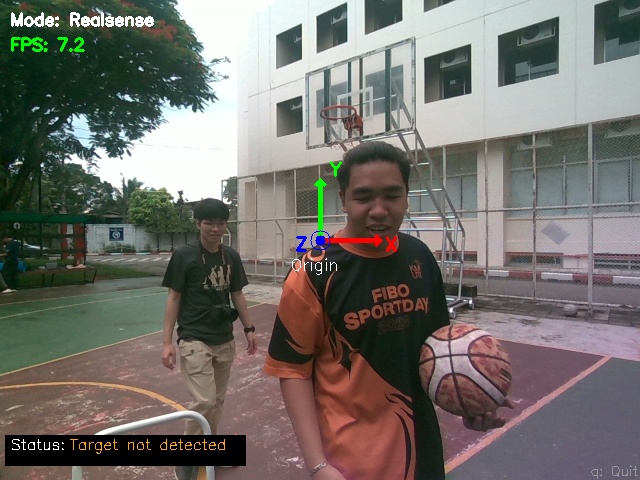 Mode: Realsense
FPS: 7.2
Y
Z
X
Origin
FIBO
SPORTDAY
Status: Target not detected
q: Quit